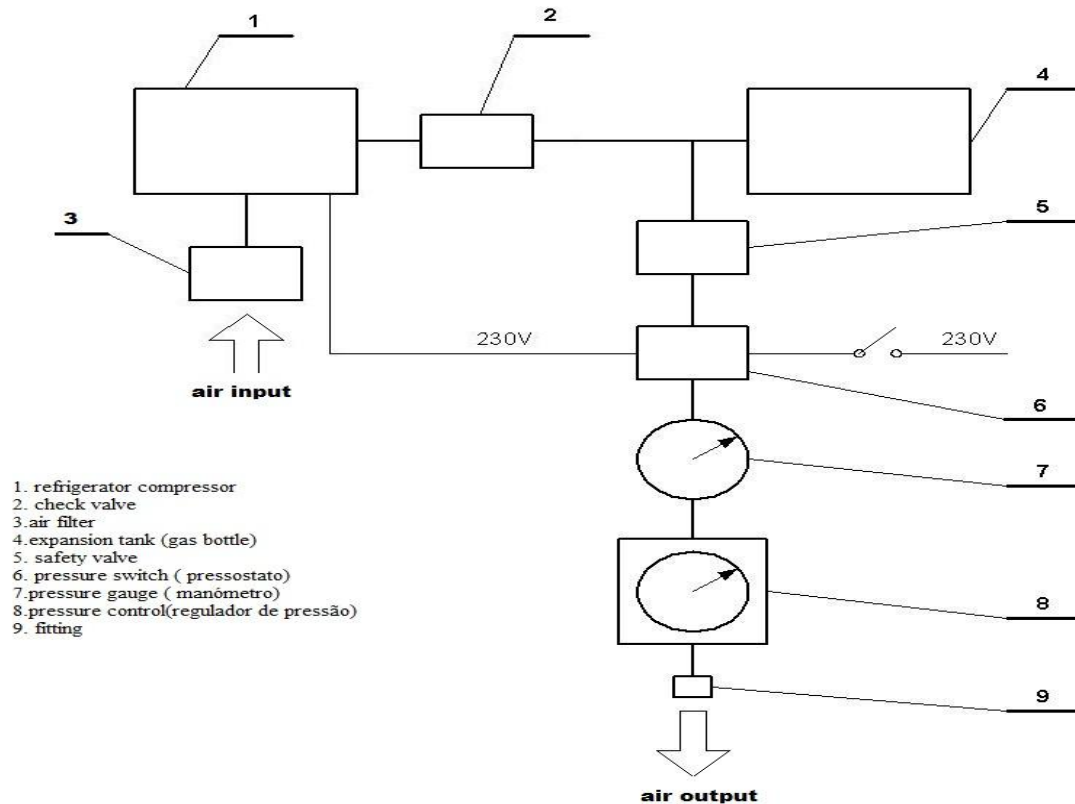 1
2
4
3
5
230V
230V
air input
6
7
1. refrigerator compressor
2. check valve
3.air filter
4.expansion tank (gas bottle)
5. safety valve
6. pressure switch ( pressostato)
7.pressure gauge ( manómetro)
8.pressure control(regulador de pressão)
9. fitting
8
9
air output